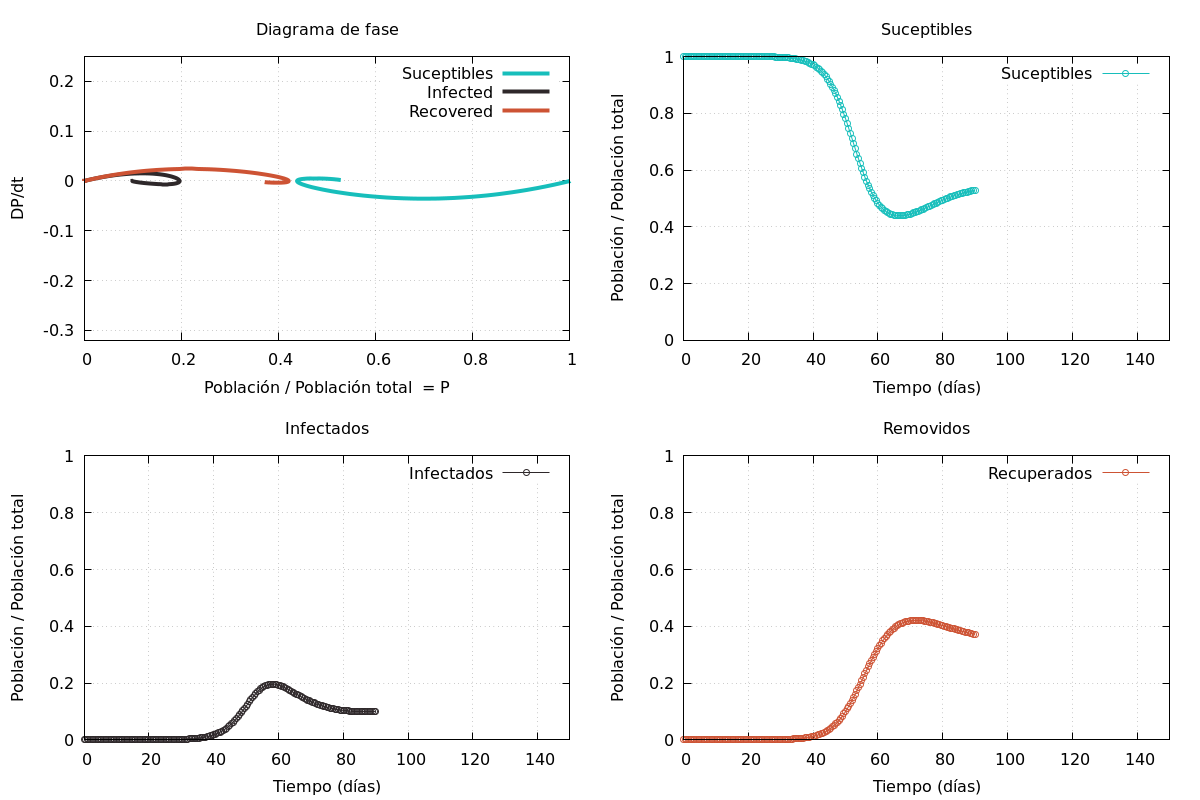 Diagrama de fase
DP/dt
0.2
0.1
0
-0.1
-0.2
-0.3
Suceptibles
Infected
Recovered
0 0.2 0.4 0.6 0.8 1
Población / Población total = P
Suceptibles
Población / Población total
1
0.8
0.6
0.4
0.2
0
Suceptibles
0 20 40 60 80 100 120 140
Tiempo (días)
Infectados
Población / Población total
1
0.8
0.6
0.4
0.2
0
Infectados
0 20 40 60 80 100 120 140
Tiempo (días)
Removidos
Población / Población total
1
0.8
0.6
0.4
0.2
0
Recuperados
0 20 40 60 80 100 120 140
Tiempo (días)